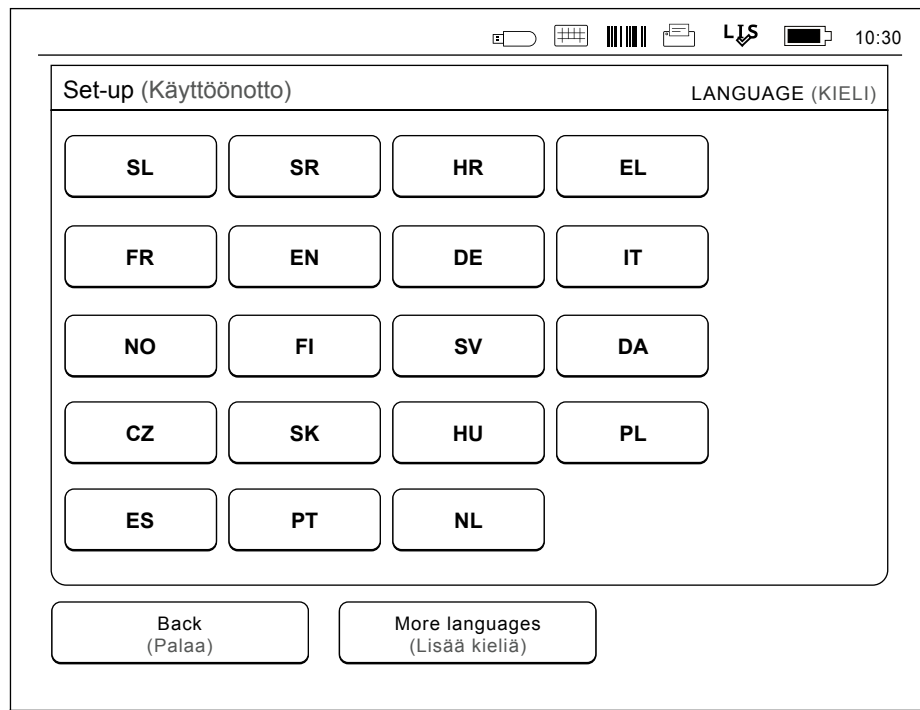 LIS 10:30
Set-up (Käyttöönotto) LANGUAGE (KIELI)
SL SR HR EL
FR EN DE IT
NO FI SV DA
CZ SK HU PL
ES PT NL
Back More languages
(Palaa) (Lisää kieliä)